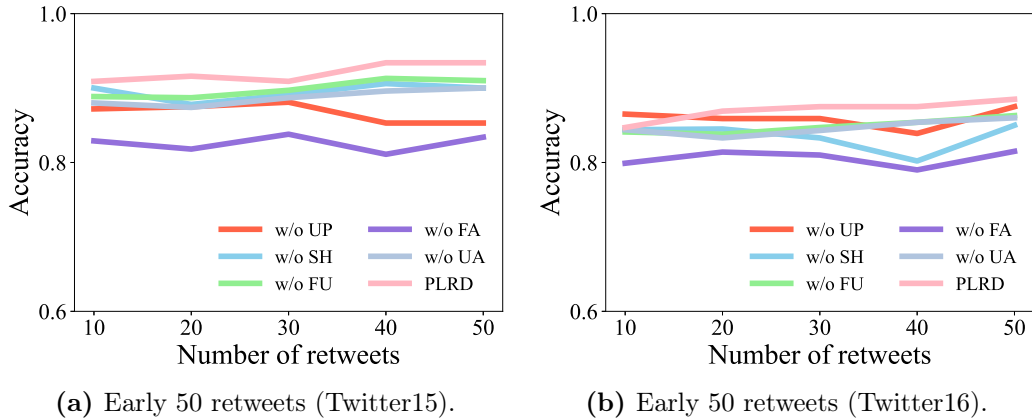 1.0
0.8
0.6
Accuracy
w/o UP
w/o SH
w/o FU
w/o FA
w/o UA
PLRD
10 20 30 40 50
Number of retweets
(a) Early 50 retweets (Twitter15).
1.0
0.8
0.6
Accuracy
w/o UP
w/o SH
w/o FU
w/o FA
w/o UA
PLRD
10 20 30 40 50
Number of retweets
(b) Early 50 retweets (Twitter16).